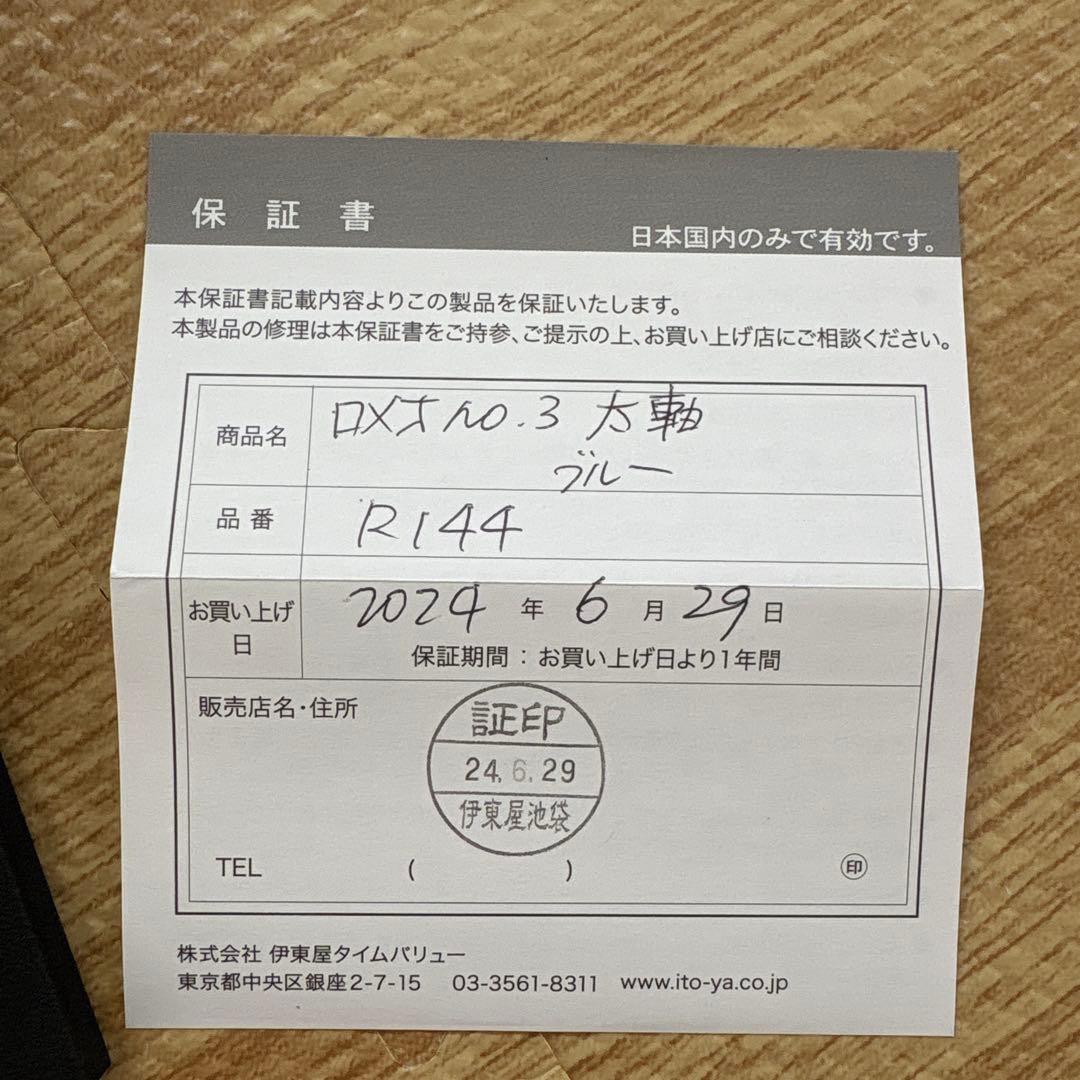 保証書
日本国内のみで有効です。
本保証書記載内容よりこの製品を保証いたします。
本製品の修理は本保証書をご持参、ご提示の上、お買い上げ店にご相談ください。
商品名 ロメオno.3 太軸
ブルー
品番 R144
お買い上げ日 2024年6月29日
保証期間：お買い上げ日より1年間
販売店名・住所
証印
24.6.29
伊東屋池袋
TEL ( ) 印
株式会社 伊東屋タイムバリュー
東京都中央区銀座2-7-15 03-3561-8311 www.ito-ya.co.jp